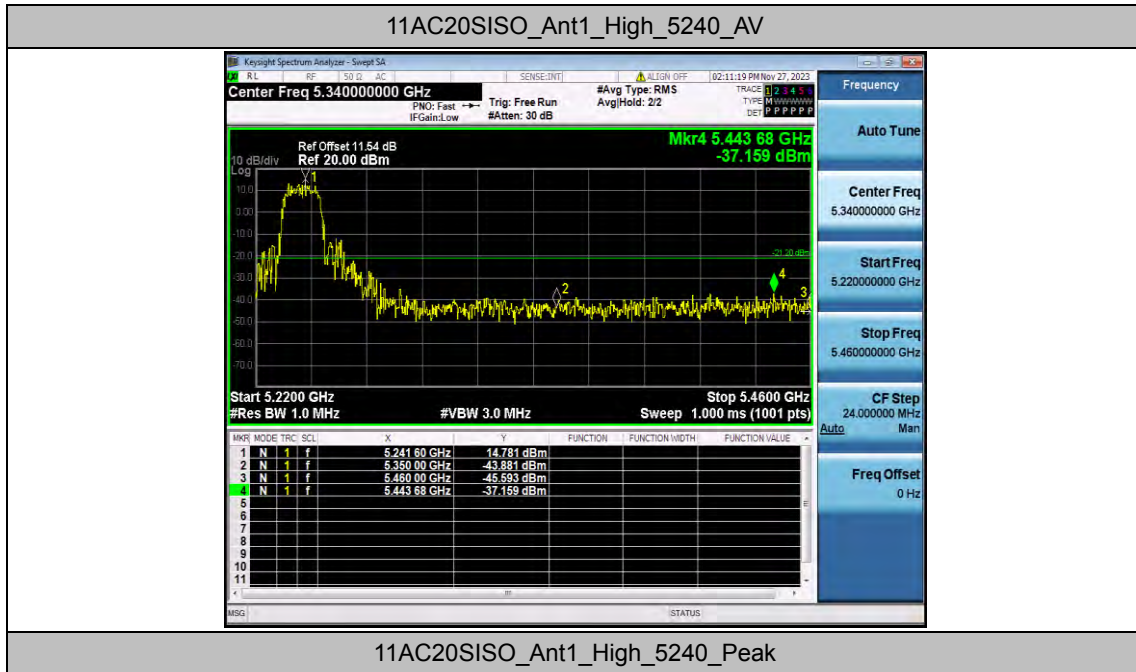 11AC20SISO_Ant1_High_5240_AV
Keysight Spectrum Analyzer - Swept SA
RL RF 50 Ω AC SENSE:INT ALIGN OFF 02:11:19 PM Nov 27, 2023
Center Freq 5.340000000 GHz
PNO: Fast Trig: Free Run
IFGain:Low #Atten: 30 dB
#Avg Type: RMS
Avg|Hold: 2/2
TRACE 1 2 3 4 5 6
TYPE MWWWWW
DET P P P P P P
Mkr4 5.443 68 GHz
-37.159 dBm
Ref Offset 11.54 dB
10 dB/div Ref 20.00 dBm
Log
10.0
0.00
-10.0
-20.0
-30.0
-40.0
-50.0
-60.0
-70.0
1
2
3
4
Start 5.2200 GHz Stop 5.4600 GHz
#Res BW 1.0 MHz #VBW 3.0 MHz Sweep 1.000 ms (1001 pts)
MKR MODE TRC SCL X Y FUNCTION FUNCTION WIDTH FUNCTION VALUE
1 N 1 f 5.241 60 GHz 14.781 dBm
2 N 1 f 5.350 00 GHz -43.881 dBm
3 N 1 f 5.460 00 GHz -45.593 dBm
4 N 1 f 5.443 68 GHz -37.159 dBm
5
6
7
8
9
10
11
MSG STATUS
Frequency
Auto Tune
Center Freq
5.340000000 GHz
Start Freq
5.220000000 GHz
Stop Freq
5.460000000 GHz
CF Step
24.000000 MHz
Auto Man
Freq Offset
0 Hz
11AC20SISO_Ant1_High_5240_Peak